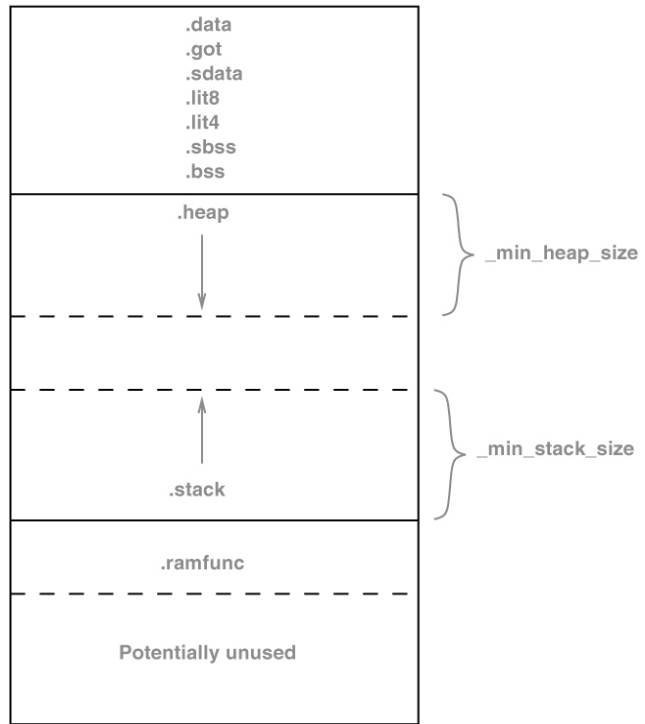 .data
.got
.sdata
.lit8
.lit4
.sbss
.bss
.heap
_min_heap_size
_min_stack_size
.stack
.ramfunc
Potentially unused